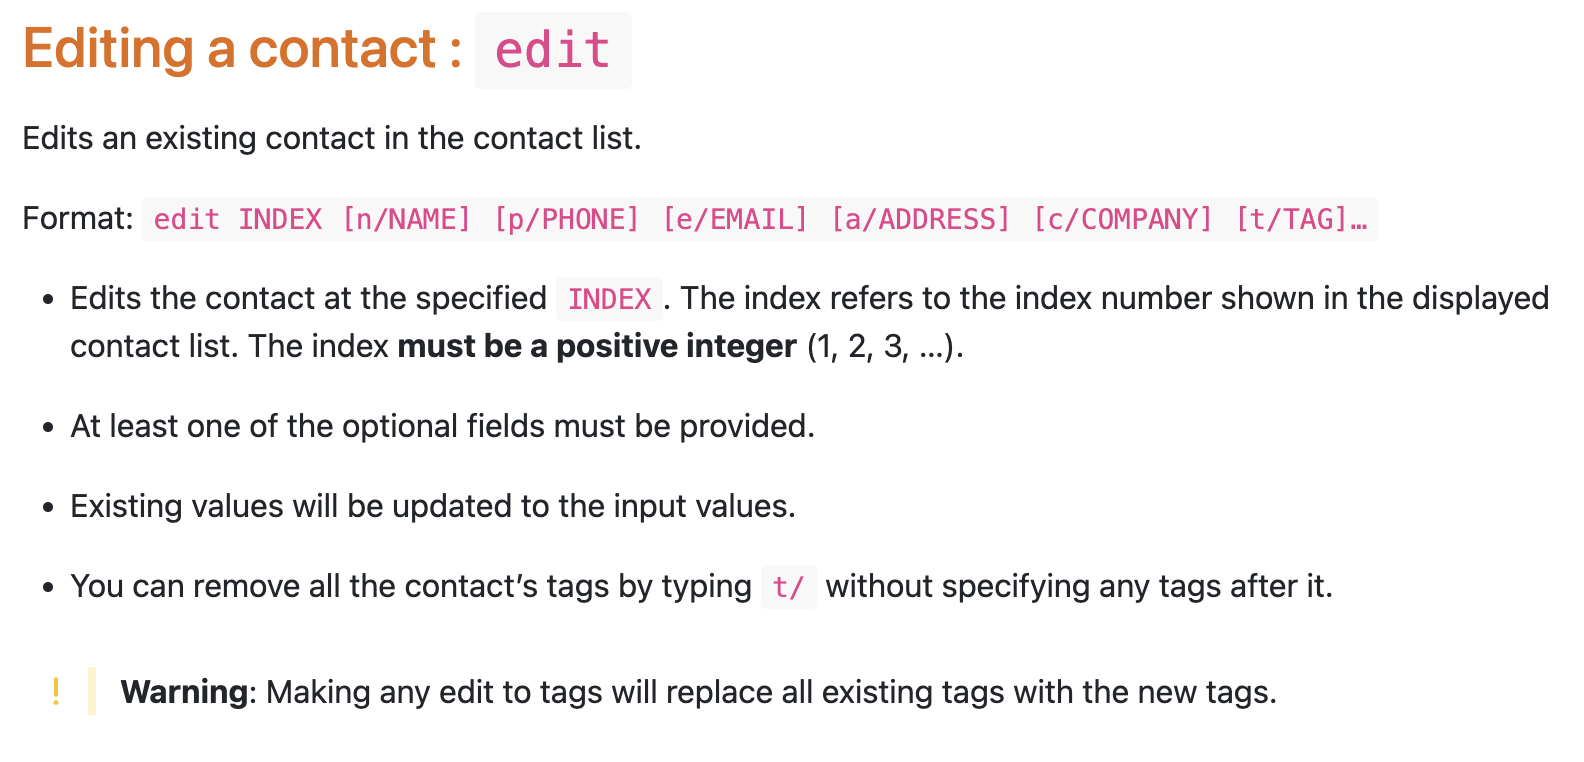 Editing a contact : edit
Edits an existing contact in the contact list.
Format: edit INDEX [n/NAME] [p/PHONE] [e/EMAIL] [a/ADDRESS] [c/COMPANY] [t/TAG]…
• Edits the contact at the specified INDEX. The index refers to the index number shown in the displayed
contact list. The index must be a positive integer (1, 2, 3, …).
• At least one of the optional fields must be provided.
• Existing values will be updated to the input values.
• You can remove all the contact’s tags by typing t/ without specifying any tags after it.
! Warning: Making any edit to tags will replace all existing tags with the new tags.